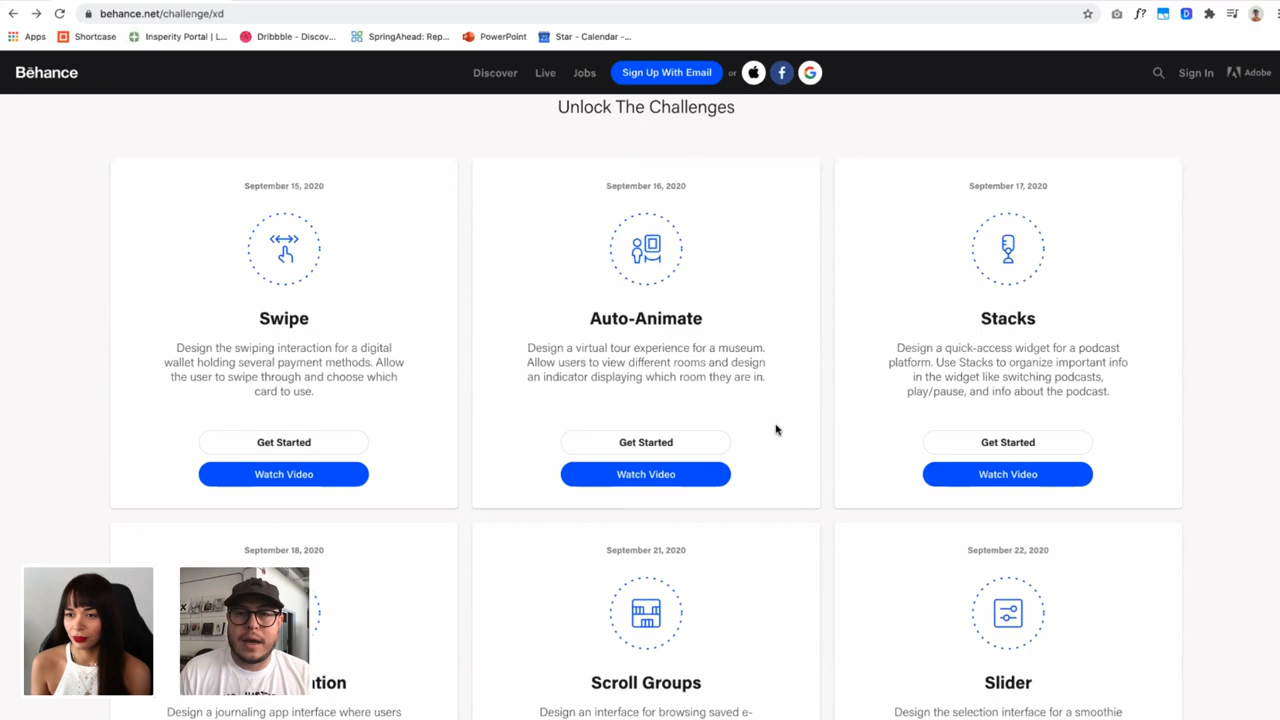 behance.net/challenge/xd
Apps
Shortcase
Insperity Portal | L...
Dribbble - Discov...
SpringAhead: Rep...
PowerPoint
Star - Calendar -...
Bēhance
Discover
Live
Jobs
Sign Up With Email
or
Sign In
Adobe
Unlock The Challenges
September 15, 2020
Swipe
Design the swiping interaction for a digital
wallet holding several payment methods. Allow
the user to swipe through and choose which
card to use.
Get Started
Watch Video
September 16, 2020
Auto-Animate
Design a virtual tour experience for a museum.
Allow users to view different rooms and design
an indicator displaying which room they are in.
Get Started
Watch Video
September 17, 2020
Stacks
Design a quick-access widget for a podcast
platform. Use Stacks to organize important info
in the widget like switching podcasts,
play/pause, and info about the podcast.
Get Started
Watch Video
September 18, 2020
tion
Design a journaling app interface where users
September 21, 2020
Scroll Groups
Design an interface for browsing saved e-
September 22, 2020
Slider
Design the selection interface for a smoothie